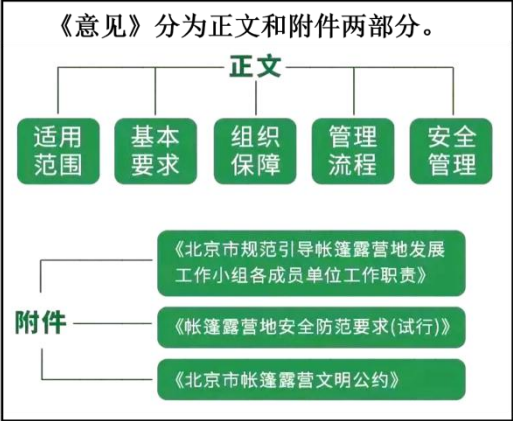 《意见》分为正文和附件两部分。
正文
适用
范围
基本
要求
组织
保障
管理
流程
安全
管理
附件
《北京市规范引导帐篷露营地发展
工作小组各成员单位工作职责》
《帐篷露营地安全防范要求(试行)》
《北京市帐篷露营文明公约》